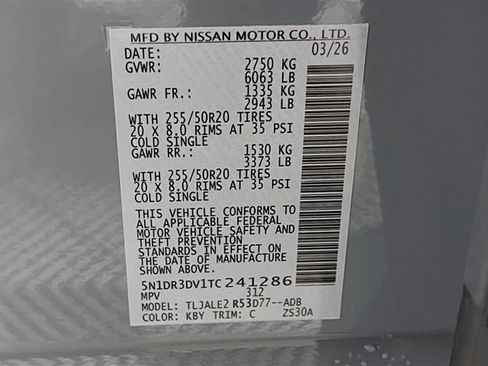 MFD BY NISSAN MOTOR CO., LTD.
DATE: 03/26
GVWR: 2750 KG
6063 LB
GAWR FR.: 1335 KG
2943 LB
WITH 255/50R20 TIRES
20 x 8.0 RIMS AT 35 PSI
COLD SINGLE
GAWR RR.: 1530 KG
3373 LB
WITH 255/50R20 TIRES
20 x 8.0 RIMS AT 35 PSI
COLD SINGLE
THIS VEHICLE CONFORMS TO
ALL APPLICABLE FEDERAL
MOTOR VEHICLE SAFETY AND
THEFT PREVENTION
STANDARDS IN EFFECT ON
THE DATE OF MANUFACTURE
SHOWN ABOVE.
5N1DR3DV1TC241286
MPV 312
MODEL: TLJALE2 R53D77--ADB
COLOR: KBY TRIM: C ZS30A